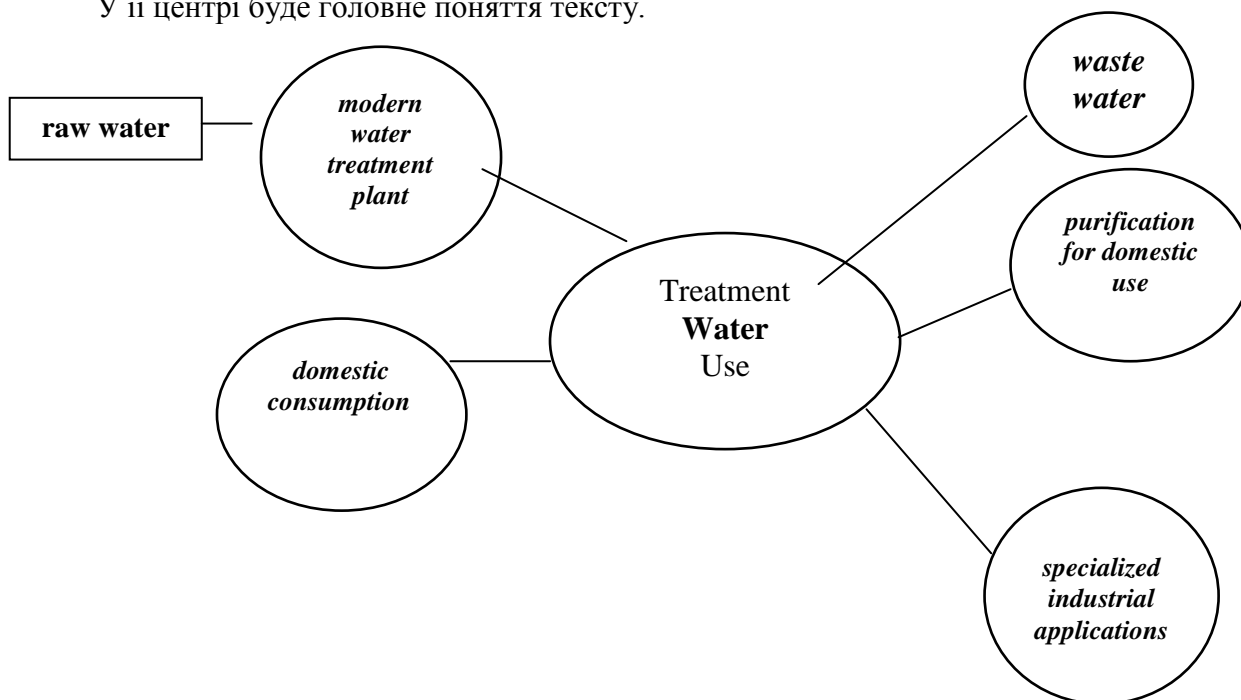 У її центрі буде головне поняття тексту.
raw water
modern
water
treatment
plant
waste
water
purification
for domestic
use
Treatment
Water
Use
domestic
consumption
specialized
industrial
applications